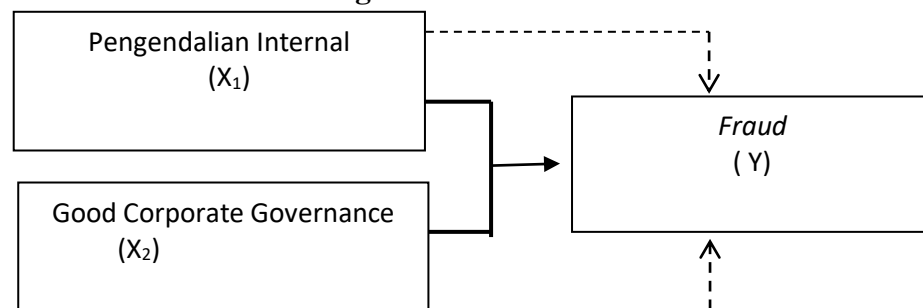 Pengendalian Internal
(X₁)
Fraud
( Y)
Good Corporate Governance
(X₂)